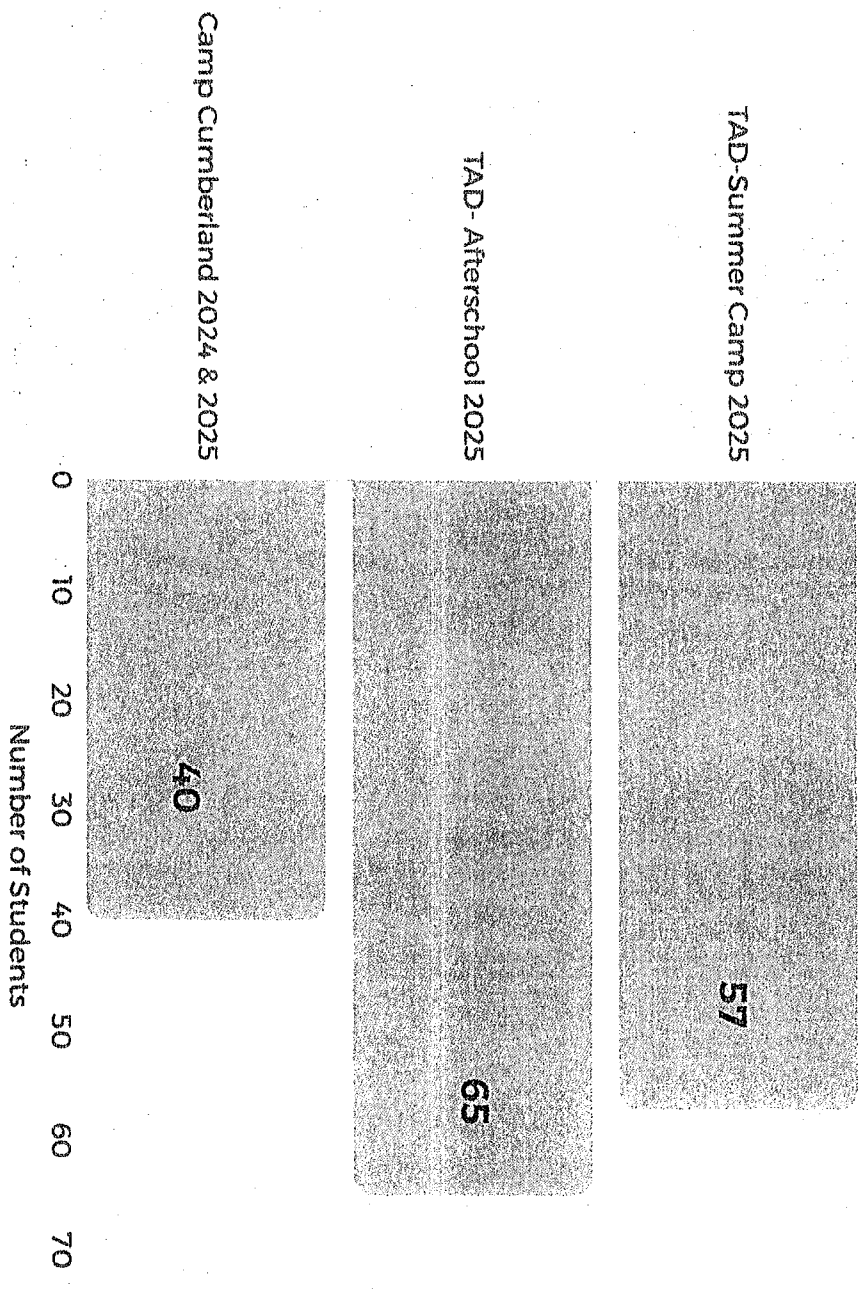 TAD-Summer Camp 2025
57
TAD- Afterschool 2025
65
Camp Cumberland 2024 & 2025
40
0 10 20 30 40 50 60 70
Number of Students